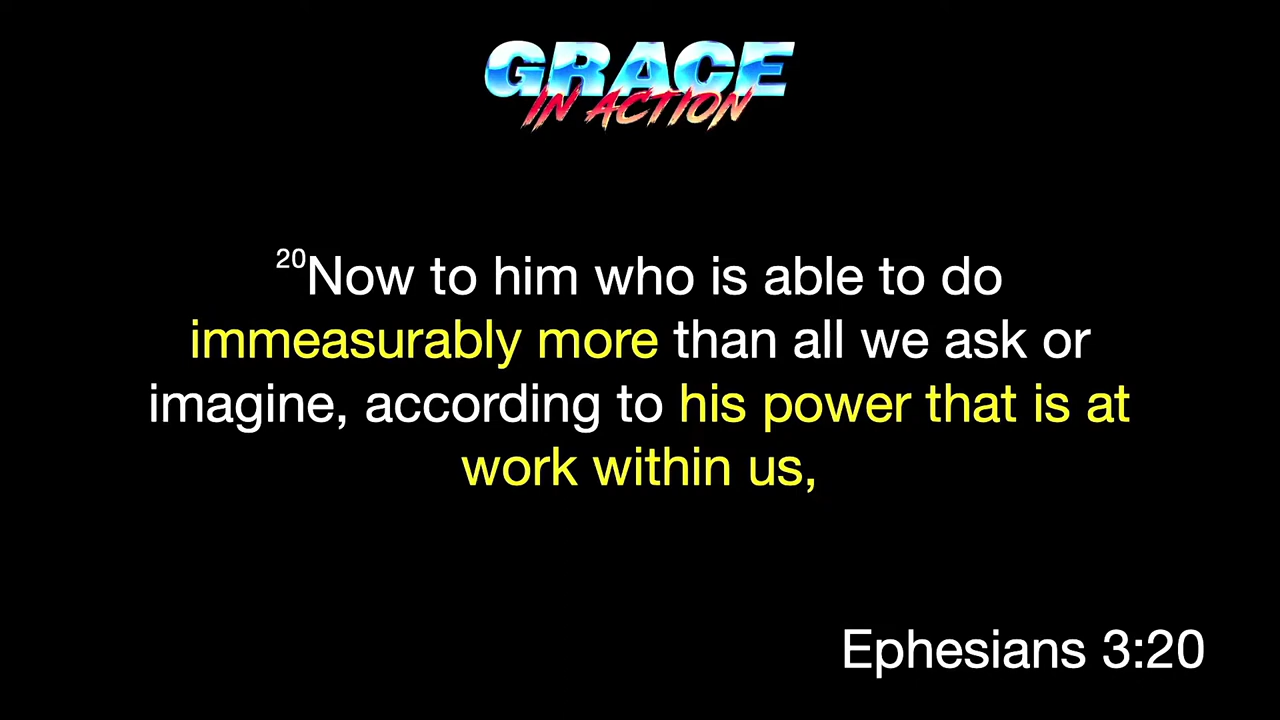 GRACE
IN ACTION
20Now to him who is able to do
immeasurably more than all we ask or
imagine, according to his power that is at
work within us,
Ephesians 3:20